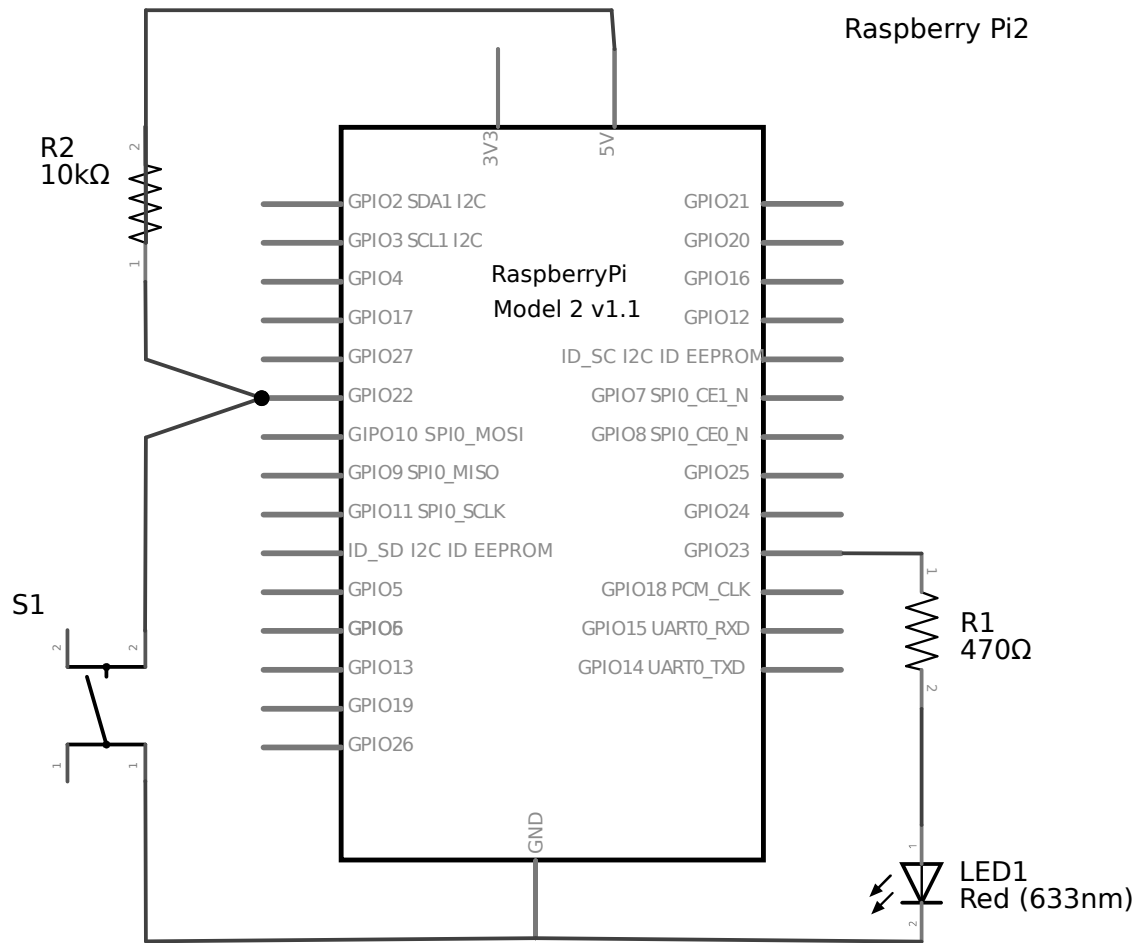 Raspberry Pi2
3V3
5V
R2
10kΩ
2
1
GPIO2 SDA1 I2C
GPIO3 SCL1 I2C
GPIO4
GPIO17
GPIO27
GPIO22
GIPO10 SPI0_MOSI
GPIO9 SPI0_MISO
GPIO11 SPI0_SCLK
ID_SD I2C ID EEPROM
GPIO5
GPIO13
GPIO19
GPIO26
RaspberryPi
Model 2 v1.1
GPIO21
GPIO20
GPIO16
GPIO12
ID_SC I2C ID EEPROM
GPIO7 SPI0_CE1_N
GPIO8 SPI0_CE0_N
GPIO25
GPIO24
GPIO23
GPIO18 PCM_CLK
GPIO15 UART0_RXD
GPIO14 UART0_TXD
GND
S1
2
2
1
1
1
R1
470Ω
2
1
LED1
Red (633nm)
2